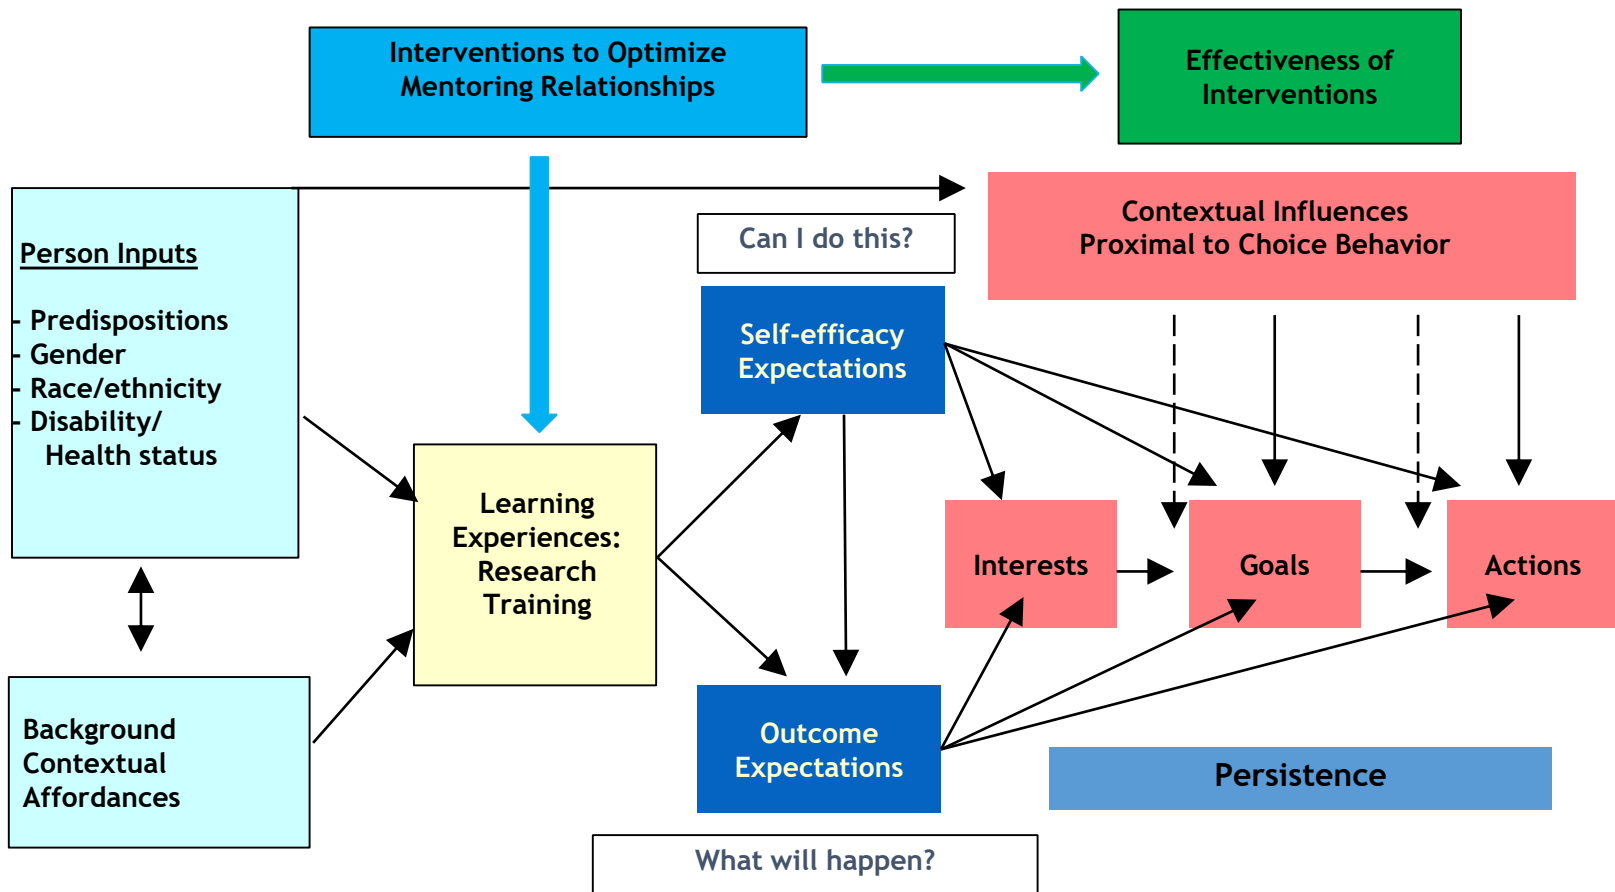 Interventions to Optimize
Mentoring Relationships
Effectiveness of
Interventions
Person Inputs
- Predispositions
- Gender
- Race/ethnicity
- Disability/
Health status
Can I do this?
Contextual Influences
Proximal to Choice Behavior
Self-efficacy
Expectations
Learning
Experiences:
Research
Training
Interests
Goals
Actions
Background
Contextual
Affordances
Outcome
Expectations
Persistence
What will happen?